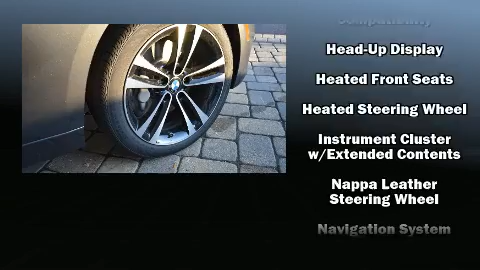 Compatibility
Head-Up Display
Heated Front Seats
Heated Steering Wheel
Instrument Cluster
w/Extended Contents
Nappa Leather
Steering Wheel
Navigation System